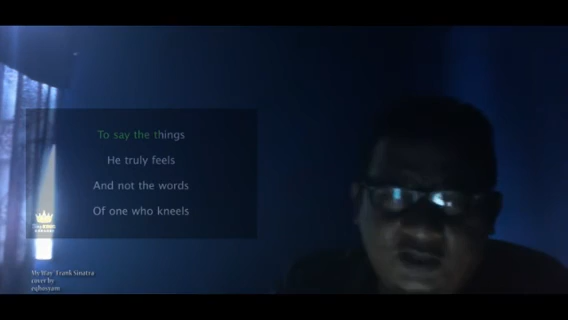 To say the things
He truly feels
And not the words
Of one who kneels
My Way Frank Sinatra
cover by